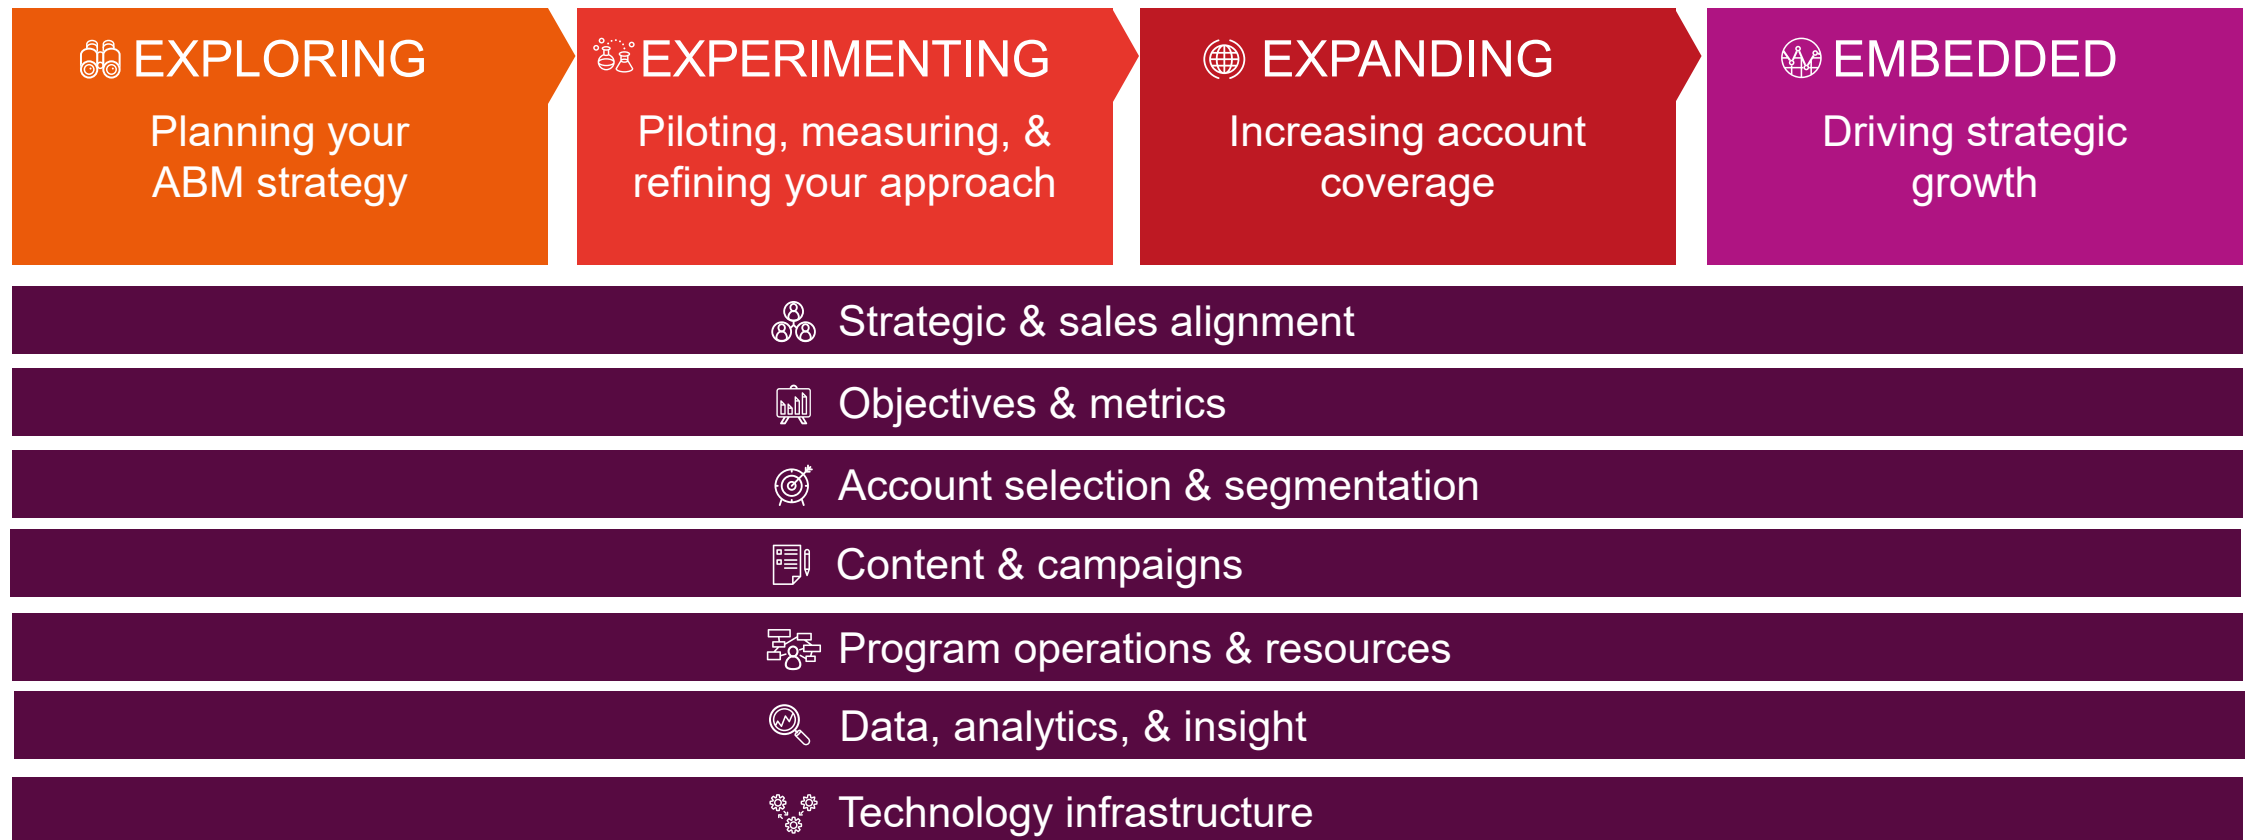 EXPLORING
Planning your
ABM strategy
EXPERIMENTING
Piloting, measuring, &
refining your approach
EXPANDING
Increasing account
coverage
EMBEDDED
Driving strategic
growth
Strategic & sales alignment
Objectives & metrics
Account selection & segmentation
Content & campaigns
Program operations & resources
Data, analytics, & insight
Technology infrastructure